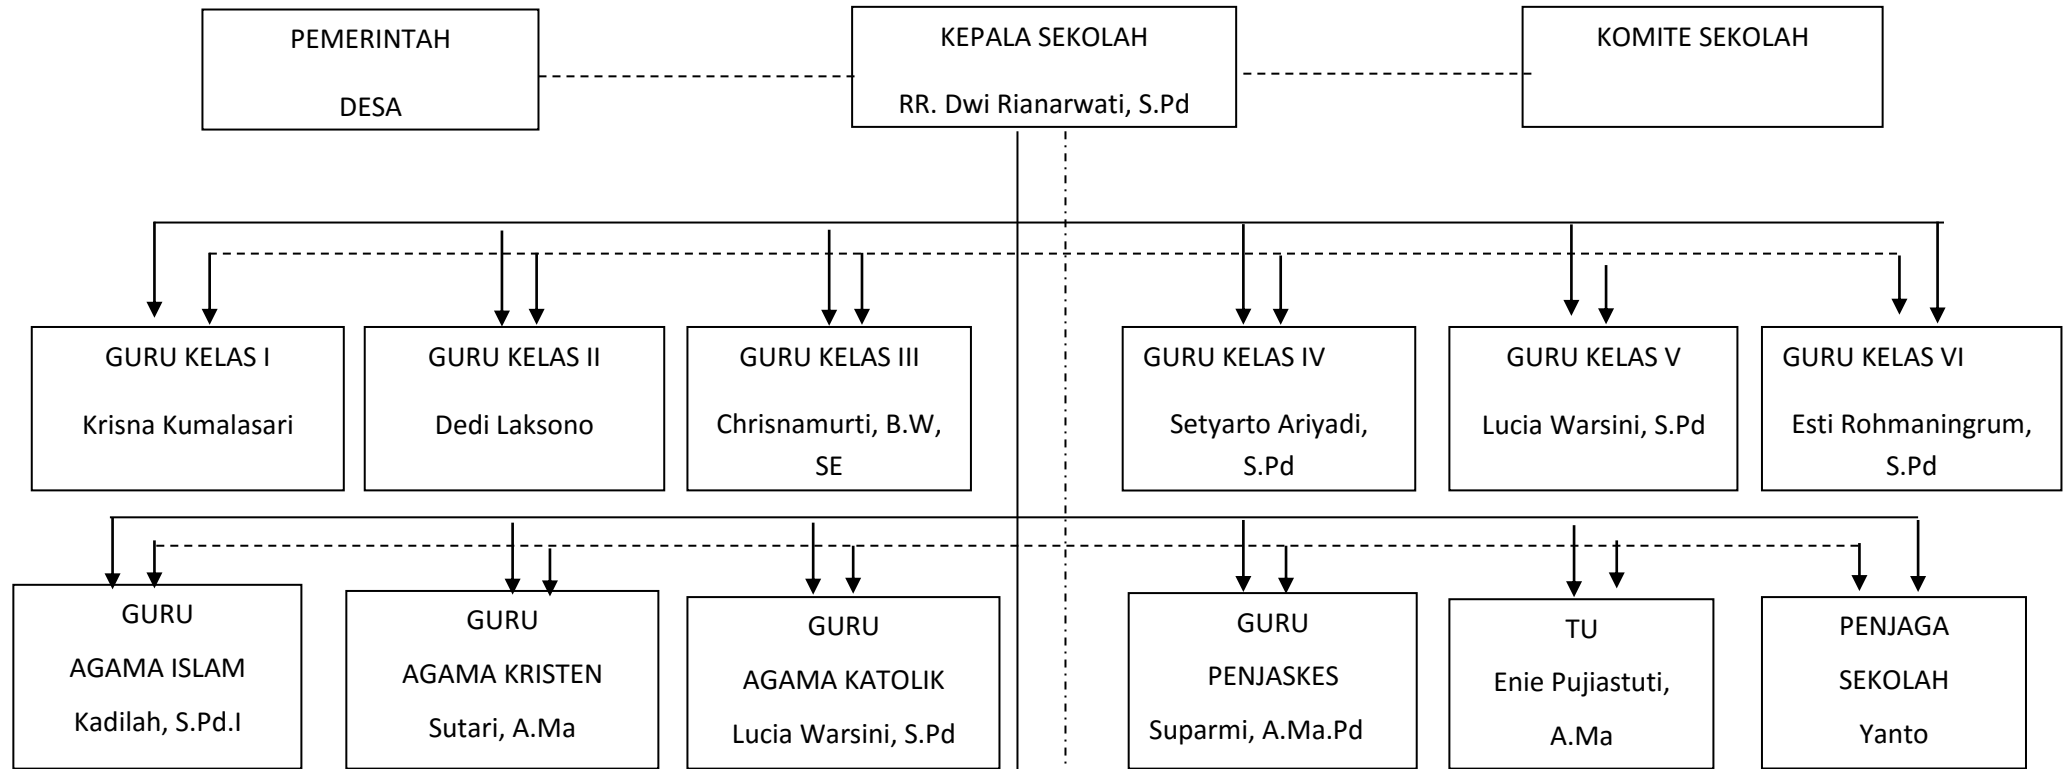 PEMERINTAH
DESA
KEPALA SEKOLAH
RR. Dwi Rianarwati, S.Pd
KOMITE SEKOLAH
GURU KELAS I
Krisna Kumalasari
GURU KELAS II
Dedi Laksono
GURU KELAS III
Chrisnamurti, B.W,
SE
GURU KELAS IV
Setyarto Ariyadi,
S.Pd
GURU KELAS V
Lucia Warsini, S.Pd
GURU KELAS VI
Esti Rohmaningrum,
S.Pd
GURU
AGAMA ISLAM
Kadilah, S.Pd.I
GURU
AGAMA KRISTEN
Sutari, A.Ma
GURU
AGAMA KATOLIK
Lucia Warsini, S.Pd
GURU
PENJASKES
Suparmi, A.Ma.Pd
TU
Enie Pujiastuti,
A.Ma
PENJAGA
SEKOLAH
Yanto